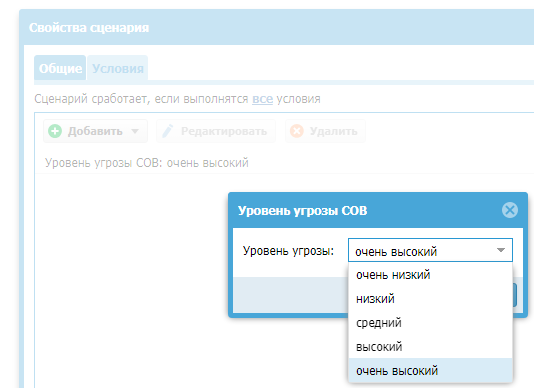 Свойства сценария
Общие Условия
Сценарий сработает, если выполнятся все условия
Добавить Редактировать Удалить
Уровень угрозы СОВ: очень высокий
Уровень угрозы СОВ
Уровень угрозы: очень высокий
очень низкий
низкий
средний
высокий
очень высокий